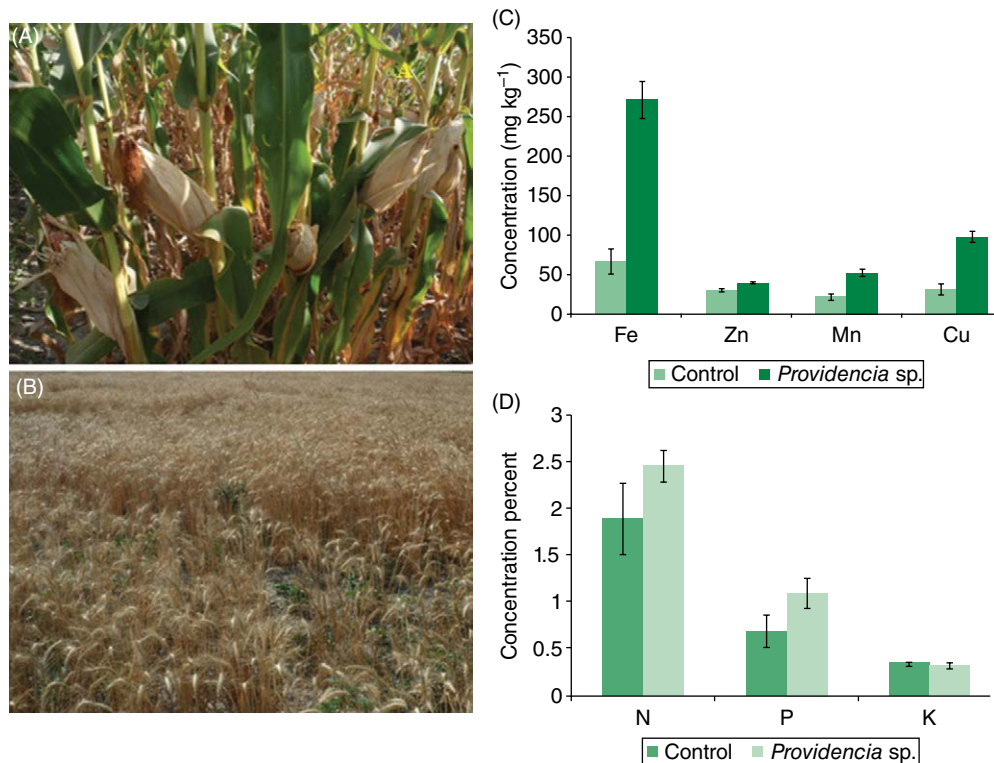 (A)
(B)
(C)
Concentration (mg kg⁻¹)
350
300
250
200
150
100
50
0
Fe Zn Mn Cu
Control Providencia sp.
(D)
Concentration percent
3
2.5
2
1.5
1
0.5
0
N P K
Control Providencia sp.